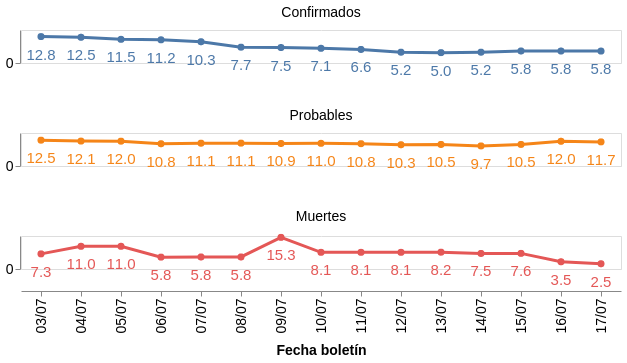 Confirmados
0
12.8 12.5 11.5 11.2 10.3 7.7 7.5 7.1 6.6 5.2 5.0 5.2 5.8 5.8 5.8
Probables
0
12.5 12.1 12.0 10.8 11.1 11.1 10.9 11.0 10.8 10.3 10.5 9.7 10.5 12.0 11.7
Muertes
0
7.3 11.0 11.0 5.8 5.8 5.8 15.3 8.1 8.1 8.1 8.2 7.5 7.6 3.5 2.5
03/07 04/07 05/07 06/07 07/07 08/07 09/07 10/07 11/07 12/07 13/07 14/07 15/07 16/07 17/07
Fecha boletín